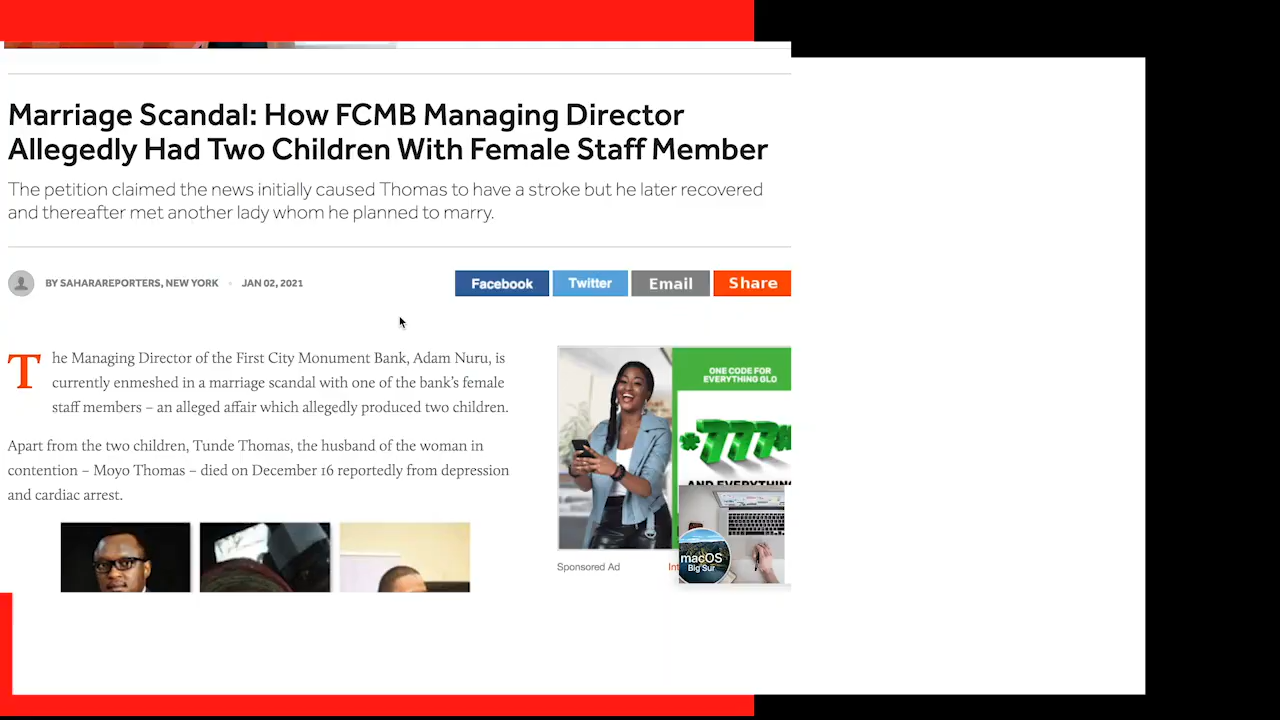 Marriage Scandal: How FCMB Managing Director
Allegedly Had Two Children With Female Staff Member
The petition claimed the news initially caused Thomas to have a stroke but he later recovered
and thereafter met another lady whom he planned to marry.
BY SAHARAREPORTERS, NEW YORK • JAN 02, 2021
Facebook
Twitter
Email
Share
The Managing Director of the First City Monument Bank, Adam Nuru, is
currently enmeshed in a marriage scandal with one of the bank's female
staff members – an alleged affair which allegedly produced two children.
Apart from the two children, Tunde Thomas, the husband of the woman in
contention – Moyo Thomas – died on December 16 reportedly from depression
and cardiac arrest.
ONE CODE FOR
EVERYTHING GLO
*777#
AND EVERYTHING
macOS
Big Sur
Sponsored Ad